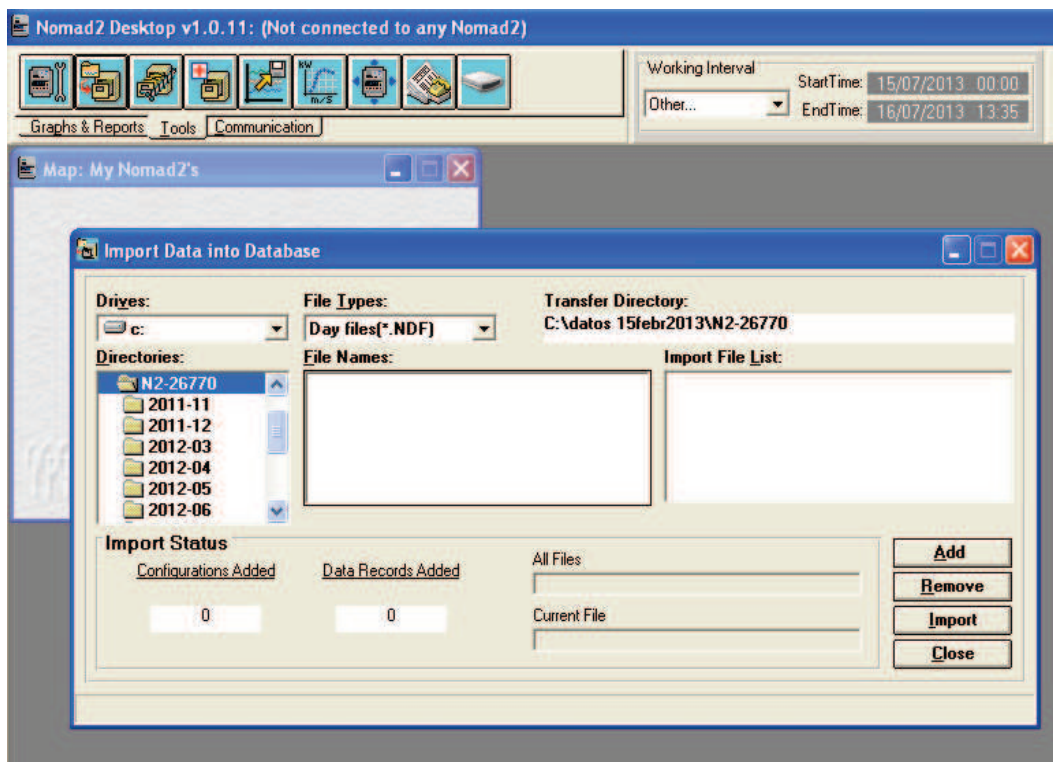 Nomad2 Desktop v1.0.11: (Not connected to any Nomad2)
KW
m/S
Graphs & Reports Tools Communication
Working Interval
Other...
StartTime: 15/07/2013 00:00
EndTime: 16/07/2013 13:35
Map: My Nomad2's
Import Data into Database
Drives:
c:
File Types:
Day files(*.NDF)
Transfer Directory:
C:\datos 15febr2013\N2-26770
Directories:
N2-26770
2011-11
2011-12
2012-03
2012-04
2012-05
2012-06
File Names:
Import File List:
Import Status
Configurations Added
0
Data Records Added
0
All Files
Current File
Add
Remove
Import
Close